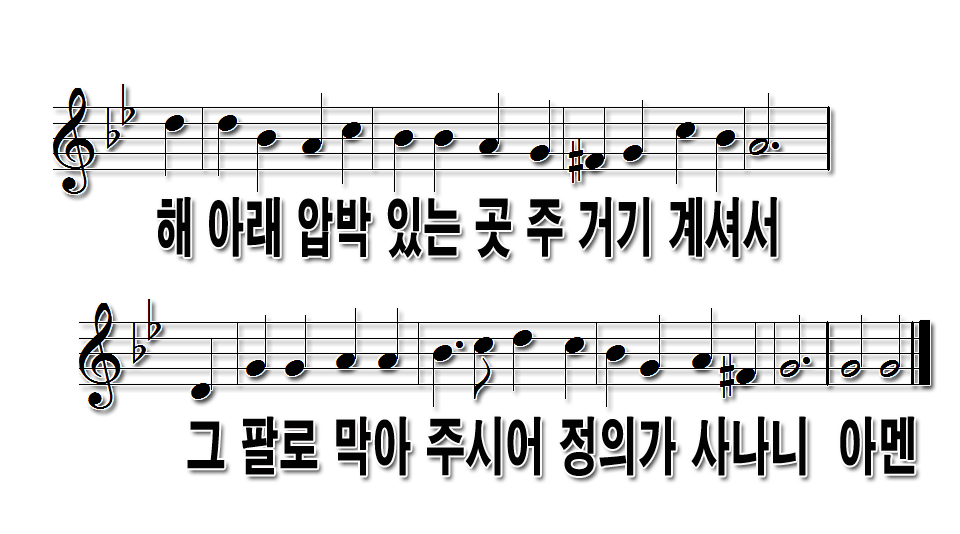 해 아래 압박 있는 곳 주 거기 계셔서
그 팔로 막아 주시어 정의가 사나니 아멘